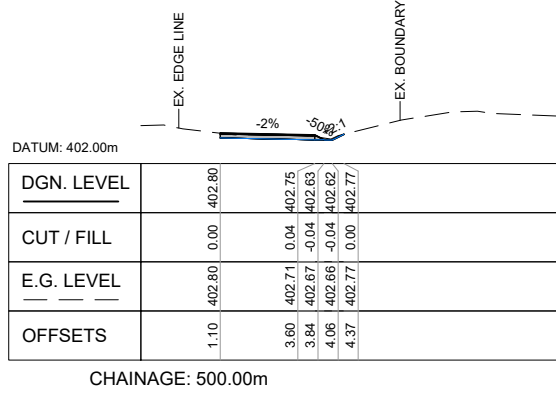 EX. EDGE LINE
EX. BOUNDARY
-2%
-50%
2:1
DATUM: 402.00m
DGN. LEVEL 402.80 402.75 402.63 402.62 402.77
CUT / FILL 0.00 0.04 -0.04 -0.04 0.00
E.G. LEVEL 402.80 402.71 402.67 402.66 402.77
OFFSETS 1.10 3.60 3.84 4.06 4.37
CHAINAGE: 500.00m